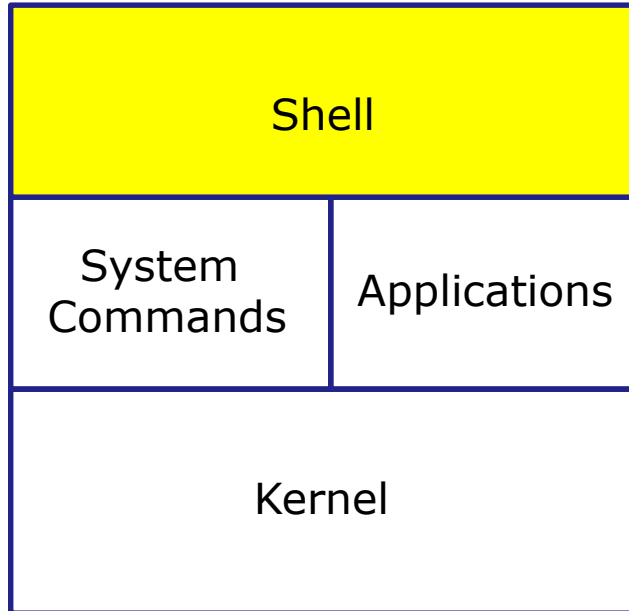 Shell
System
Commands
Applications
Kernel